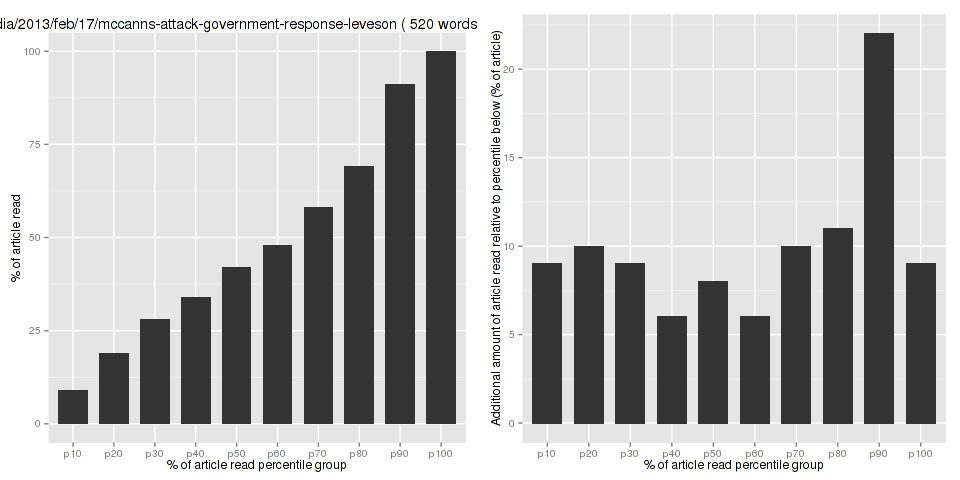 dia/2013/feb/17/mccanns-attack-government-response-leveson ( 520 words
% of article read
100
75
50
25
0
p10 p20 p30 p40 p50 p60 p70 p80 p90 p100
% of article read percentile group
Additional amount of article read relative to percentile below (% of article)
20
15
10
5
0
p10 p20 p30 p40 p50 p60 p70 p80 p90 p100
% of article read percentile group